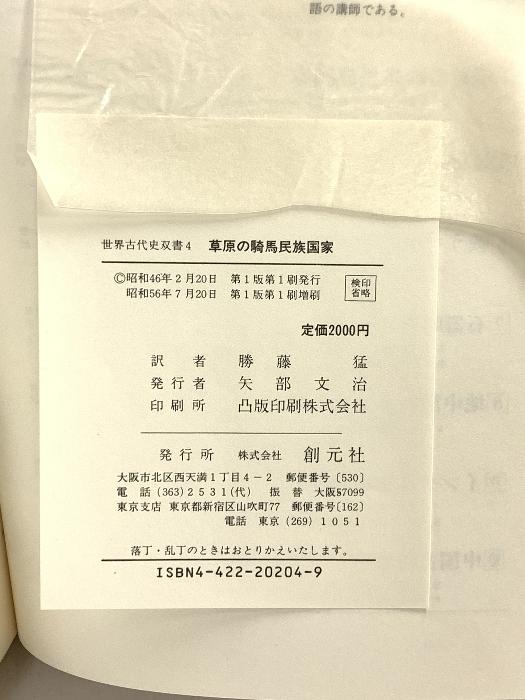 語の講師である。
世界古代史双書4 草原の騎馬民族国家
©昭和46年2月20日 第1版第1刷発行
昭和56年7月20日 第1版第1刷増刷
検印
省略
定価2000円
訳者 勝藤猛
発行者 矢部文治
印刷所 凸版印刷株式会社
発行所 株式会社 創元社
大阪市北区西天満1丁目4-2 郵便番号〔530〕
電話(363)2531(代) 振替 大阪57099
東京支店 東京都新宿区山吹町77 郵便番号〔162〕
電話 東京(269)1051
落丁・乱丁のときはおとりかえいたします。
ISBN4-422-20204-9